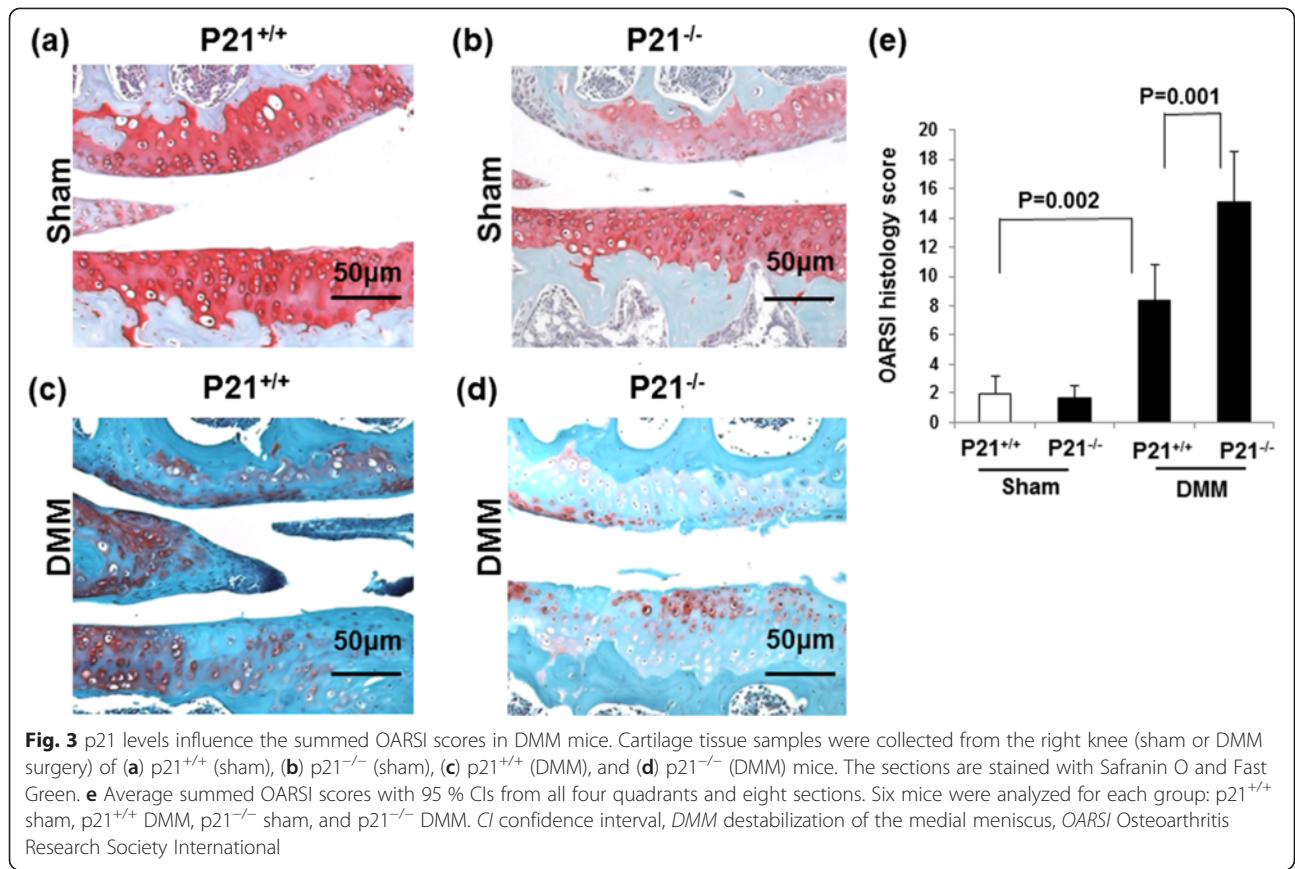 (a)
P21+/+
Sham
50µm
(b)
P21-/-
Sham
50µm
(c)
P21+/+
DMM
50µm
(d)
P21-/-
DMM
50µm
(e)
P=0.001
P=0.002
OARSI histology score
20
18
16
14
12
10
8
6
4
2
0
P21+/+ P21-/- P21+/+ P21-/-
Sham DMM
Fig. 3 p21 levels influence the summed OARSI scores in DMM mice. Cartilage tissue samples were collected from the right knee (sham or DMM
surgery) of (a) p21+/+ (sham), (b) p21−/− (sham), (c) p21+/+ (DMM), and (d) p21−/− (DMM) mice. The sections are stained with Safranin O and Fast
Green. e Average summed OARSI scores with 95 % CIs from all four quadrants and eight sections. Six mice were analyzed for each group: p21+/+
sham, p21+/+ DMM, p21−/− sham, and p21−/− DMM. CI confidence interval, DMM destabilization of the medial meniscus, OARSI Osteoarthritis
Research Society International